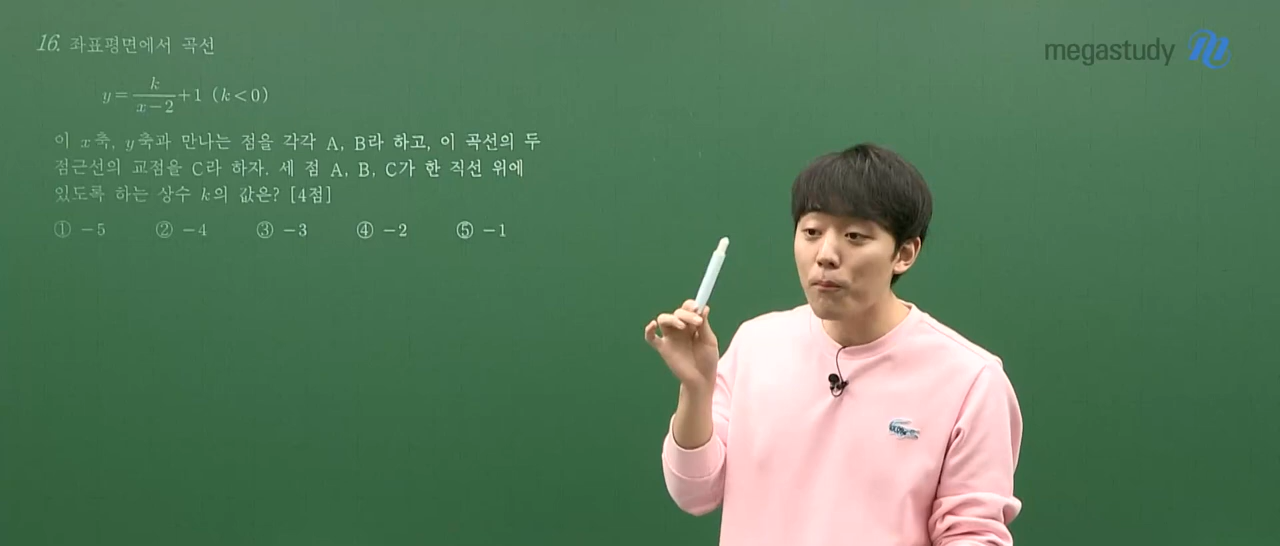 16. 좌표평면에서 곡선
megastudy
y = k/(x-2) + 1 (k<0)
이 x축, y축과 만나는 점을 각각 A, B라 하고, 이 곡선의 두
점근선의 교점을 C라 하자. 세 점 A, B, C가 한 직선 위에
있도록 하는 상수 k의 값은? [4점]
① -5 ② -4 ③ -3 ④ -2 ⑤ -1